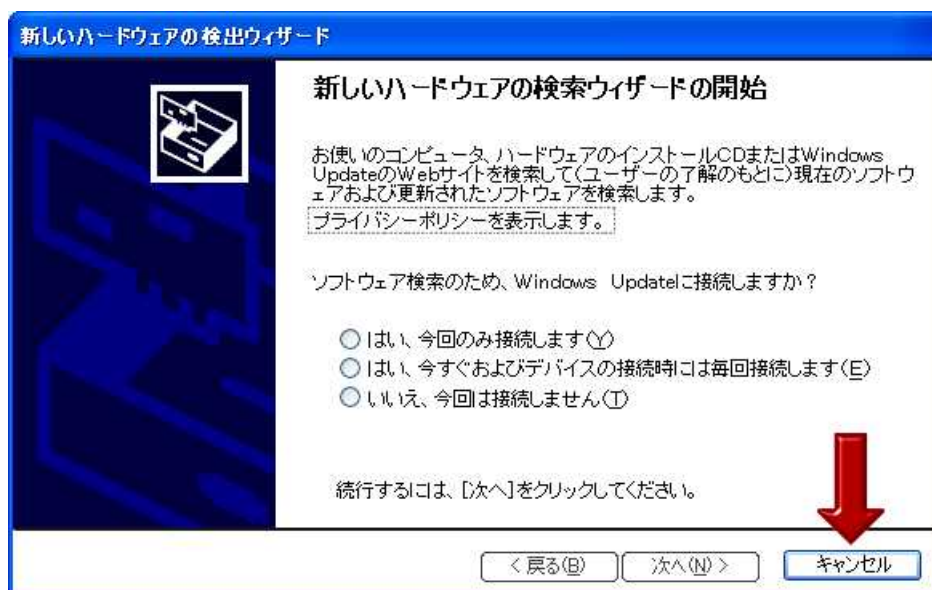 新しいハードウェアの検出ウィザード
新しいハードウェアの検索ウィザードの開始
お使いのコンピュータ、ハードウェアのインストールCDまたはWindows
UpdateのWebサイトを検索して(ユーザーの了解のもとに)現在のソフトウ
ェアおよび更新されたソフトウェアを検索します。
プライバシーポリシーを表示します。
ソフトウェア検索のため、Windows Updateに接続しますか？
はい、今回のみ接続します(Y)
はい、今すぐおよびデバイスの接続時には毎回接続します(E)
いいえ、今回は接続しません(T)
続行するには、[次へ]をクリックしてください。
< 戻る(B) 次へ(N) > キャンセル